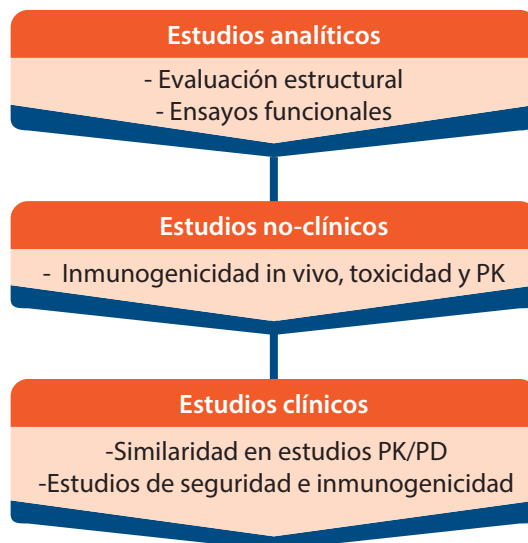 Estudios analíticos
- Evaluación estructural
- Ensayos funcionales
Estudios no-clínicos
- Inmunogenicidad in vivo, toxicidad y PK
Estudios clínicos
-Similaridad en estudios PK/PD
-Estudios de seguridad e inmunogenicidad